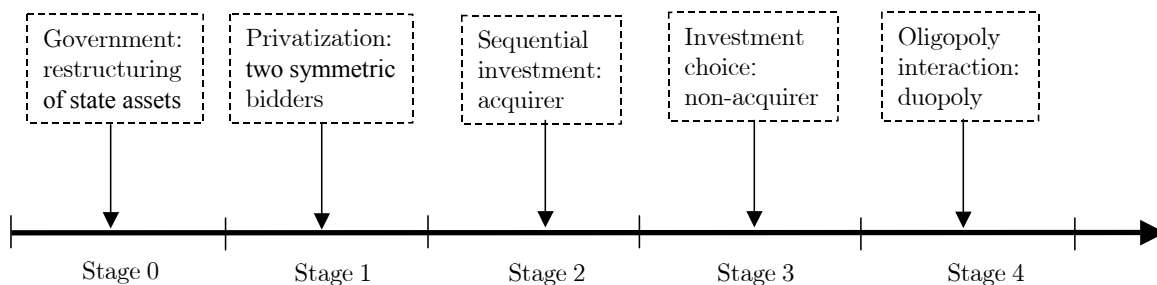 Government:
restructuring
of state assets
Privatization:
two symmetric
bidders
Sequential
investment:
acquirer
Investment
choice:
non-acquirer
Oligopoly
interaction:
duopoly
Stage 0
Stage 1
Stage 2
Stage 3
Stage 4